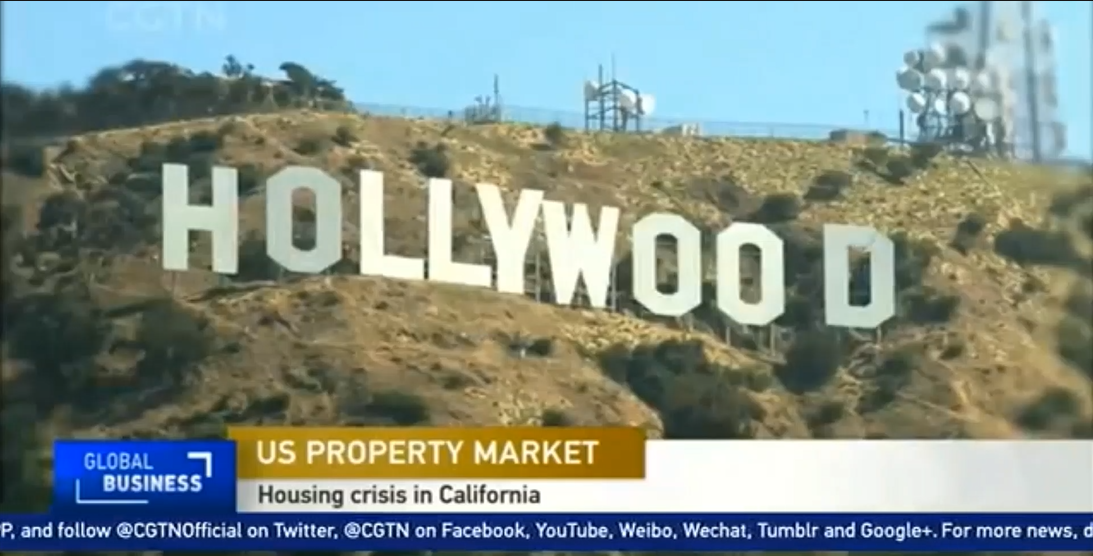 CGTN
HOLLYWOOD
US PROPERTY MARKET
GLOBAL
BUSINESS
Housing crisis in California
P, and follow @CGTNOfficial on Twitter, @CGTN on Facebook, YouTube, Weibo, Wechat, Tumblr and Google+. For more news, d